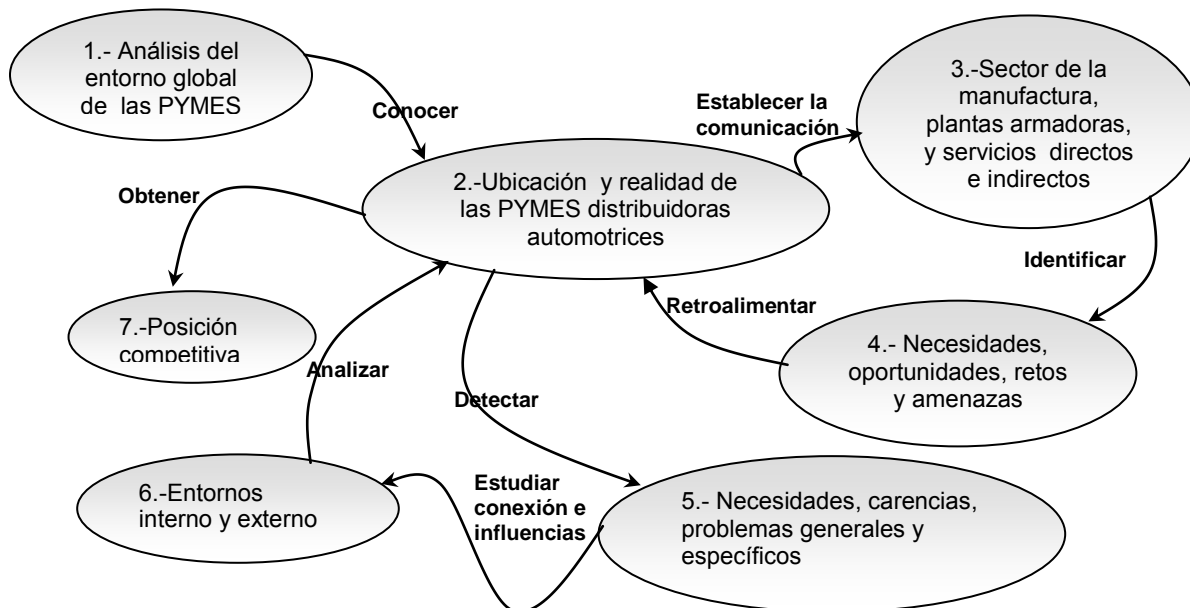 1.- Análisis del
entorno global
de las PYMES
Conocer
Establecer la
comunicación
3.-Sector de la
manufactura,
plantas armadoras,
y servicios directos
e indirectos
2.-Ubicación y realidad de
las PYMES distribuidoras
automotrices
Obtener
Identificar
Retroalimentar
7.-Posición
competitiva
4.- Necesidades,
oportunidades, retos
y amenazas
Analizar
Detectar
Estudiar
conexión e
influencias
6.-Entornos
interno y externo
5.- Necesidades, carencias,
problemas generales y
específicos